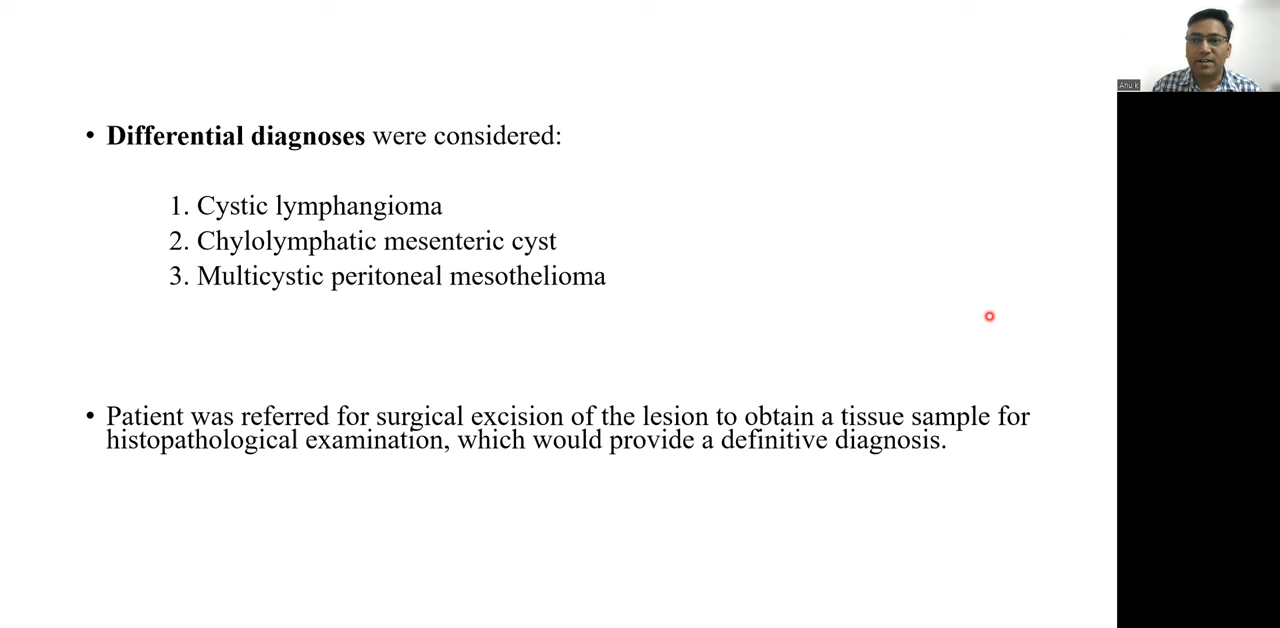 Anu K
• Differential diagnoses were considered:
1. Cystic lymphangioma
2. Chylolymphatic mesenteric cyst
3. Multicystic peritoneal mesothelioma
• Patient was referred for surgical excision of the lesion to obtain a tissue sample for
histopathological examination, which would provide a definitive diagnosis.